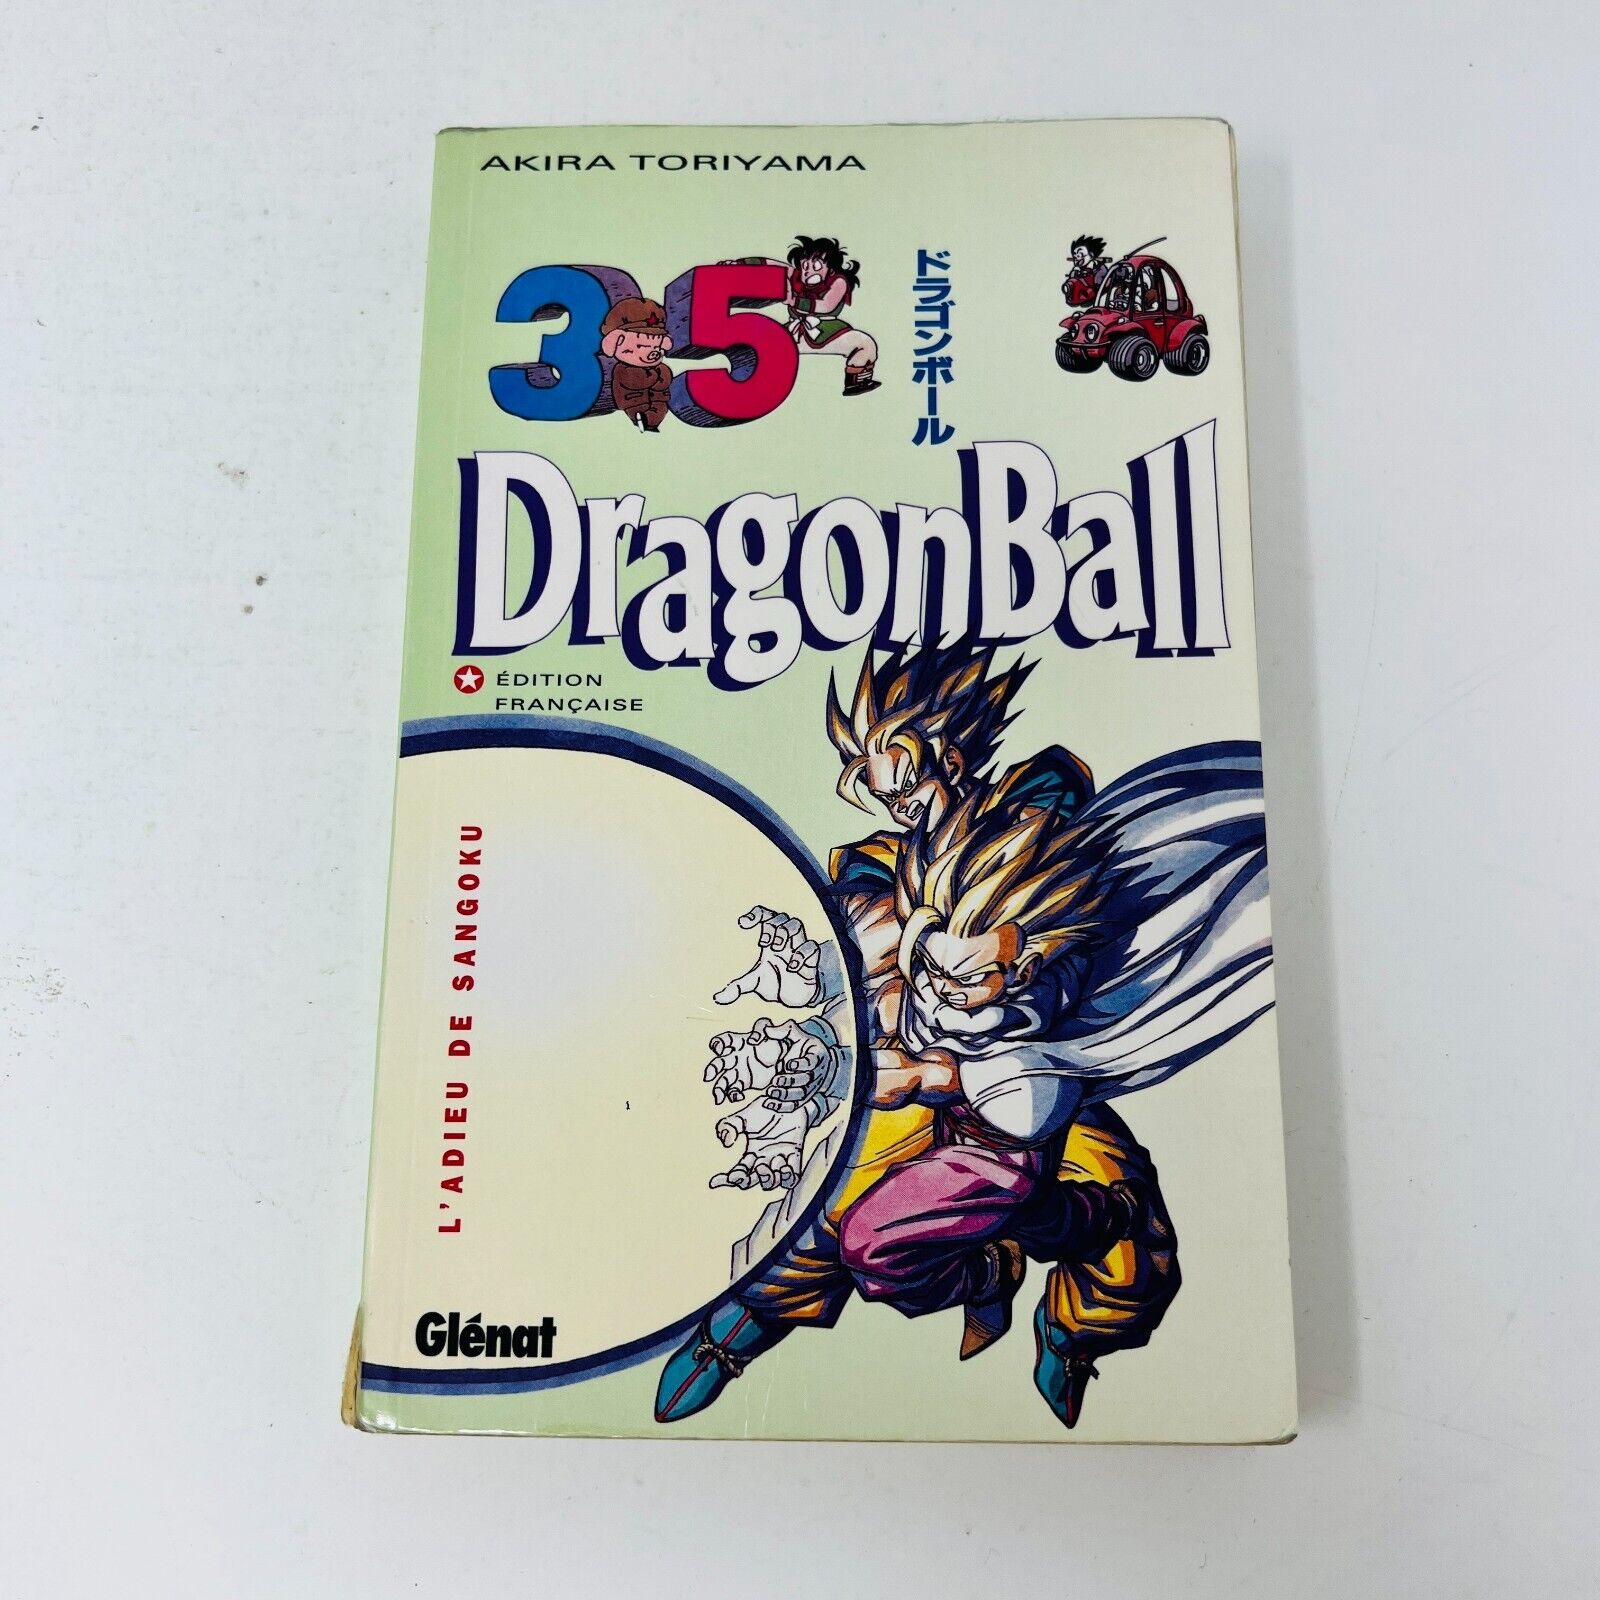 AKIRA TORIYAMA
35
ドラゴンボール
DragonBall
ÉDITION
FRANÇAISE
L'ADIEU DE SANGOKU
Glénat